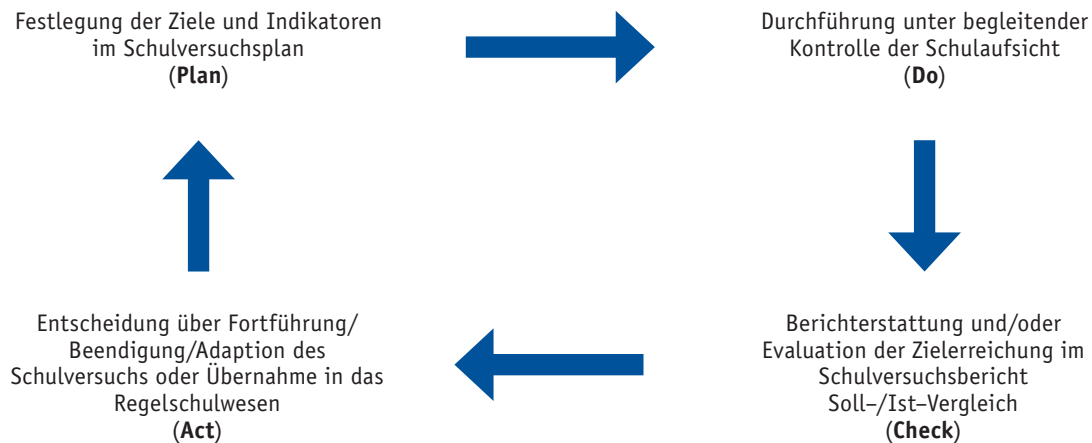 Festlegung der Ziele und Indikatoren
im Schulversuchsplan
(Plan)
Durchführung unter begleitender
Kontrolle der Schulaufsicht
(Do)
Entscheidung über Fortführung/
Beendigung/Adaption des
Schulversuchs oder Übernahme in das
Regelschulwesen
(Act)
Berichterstattung und/oder
Evaluation der Zielerreichung im
Schulversuchsbericht
Soll–/Ist–Vergleich
(Check)